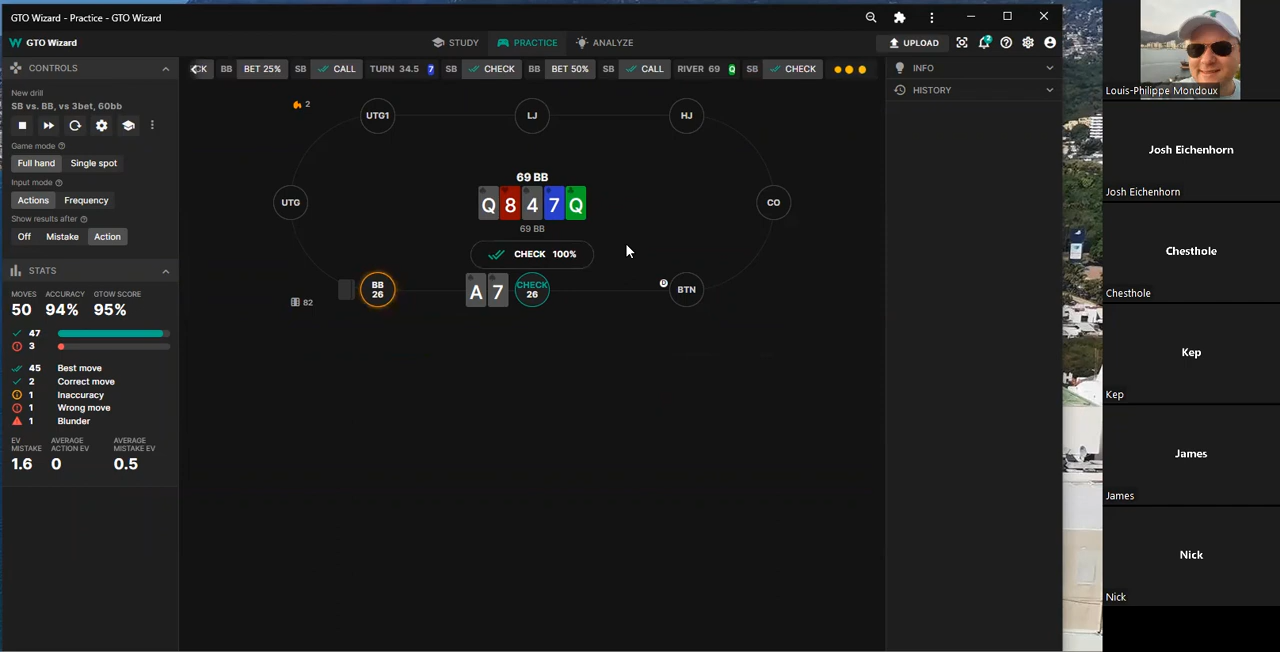 GTO Wizard - Practice - GTO Wizard
GTO Wizard
STUDY
PRACTICE
ANALYZE
UPLOAD
2
CONTROLS
CK BB BET 25% SB CALL TURN 34.5 7 SB CHECK BB BET 50% SB CALL RIVER 69 Q SB CHECK
INFO
HISTORY
New drill
SB vs. BB, vs 3bet, 60bb
Game mode
Full hand Single spot
Input mode
Actions Frequency
Show results after
Off Mistake Action
STATS
MOVES ACCURACY GTOW SCORE
50 94% 95%
47
3
45 Best move
2 Correct move
1 Inaccuracy
1 Wrong move
1 Blunder
EV MISTAKE
AVERAGE ACTION EV
AVERAGE MISTAKE EV
1.6 0 0.5
2
UTG1
LJ
HJ
UTG
CO
69 BB
Q 8 4 7 Q
69 BB
CHECK 100%
BB
26
A 7
CHECK
26
D
BTN
82
Louis-Philippe Mondoux
Josh Eichenhorn
Josh Eichenhorn
Chesthole
Chesthole
Kep
Kep
James
James
Nick
Nick